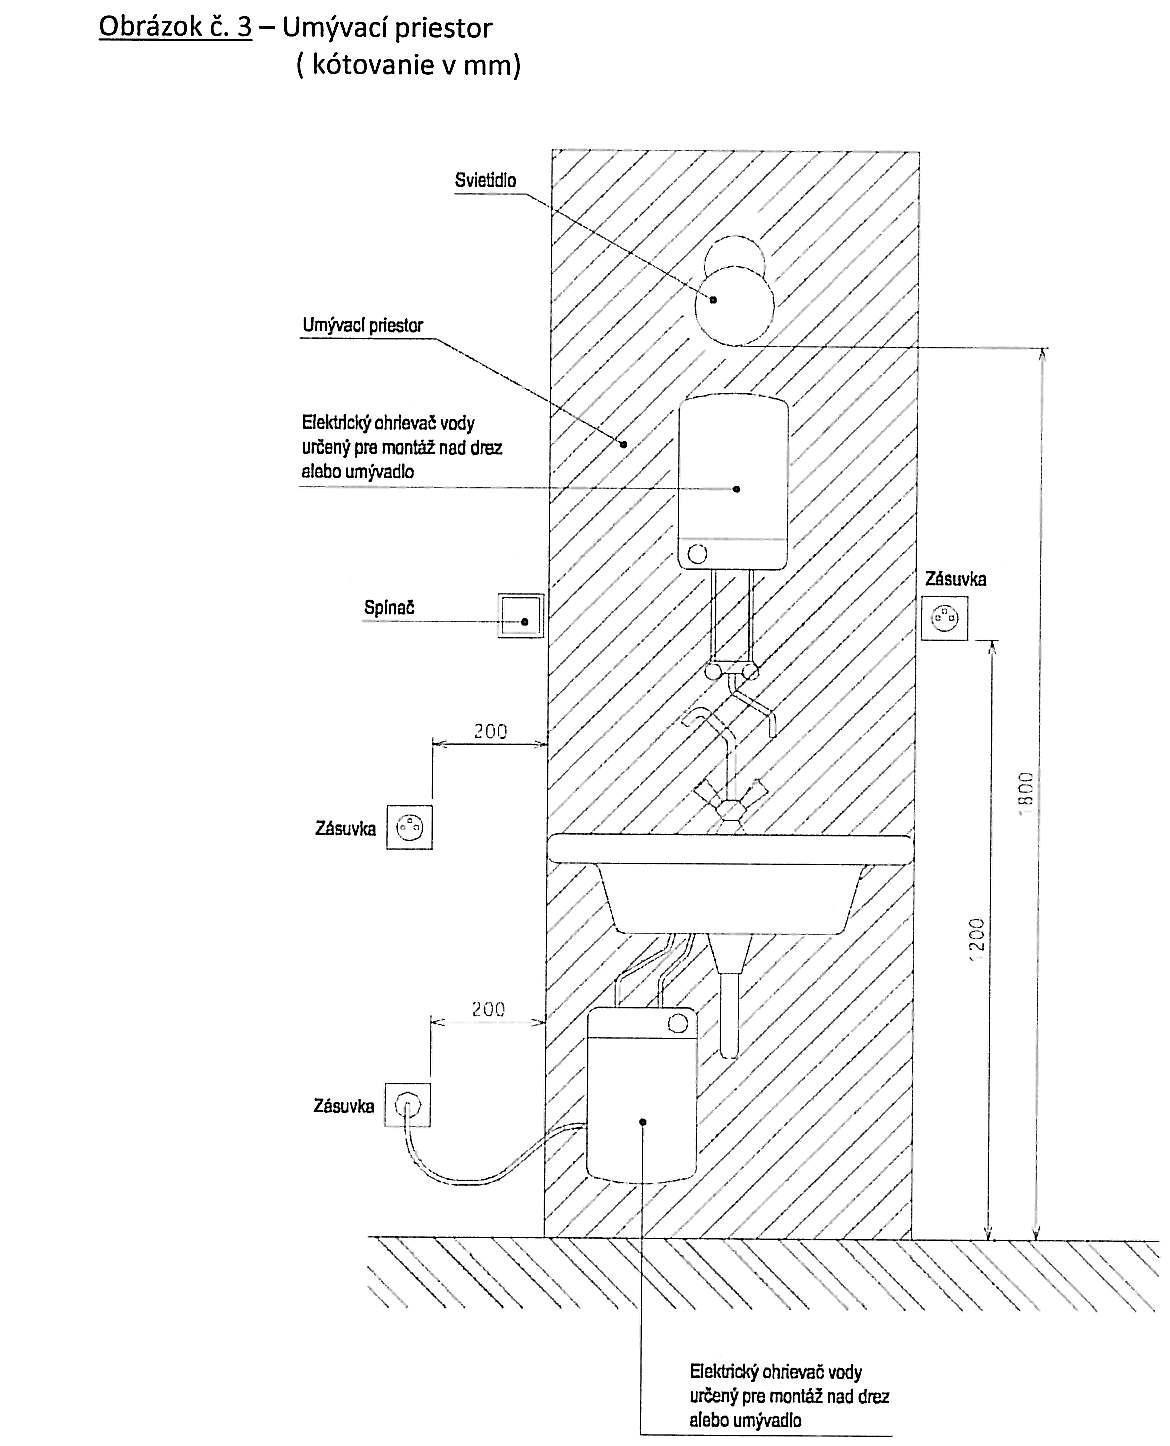 Obrázok č. 3 – Umývací priestor
( kótovanie v mm)
Svietidlo
Umývací priestor
Elektrický ohrievač vody
určený pre montáž nad drez
alebo umývadlo
Zásuvka
Spínač
200
Zásuvka
1800
1200
200
Zásuvka
Elektrický ohrievač vody
určený pre montáž nad drez
alebo umývadlo